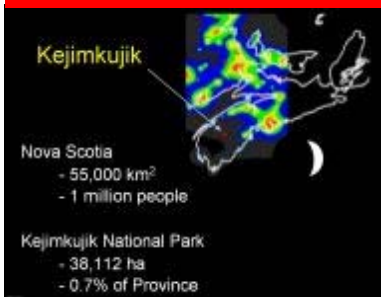 Kejimkujik
Nova Scotia
- 55,000 km²
- 1 million people
Kejimkujik National Park
- 38,112 ha
- 0.7% of Province